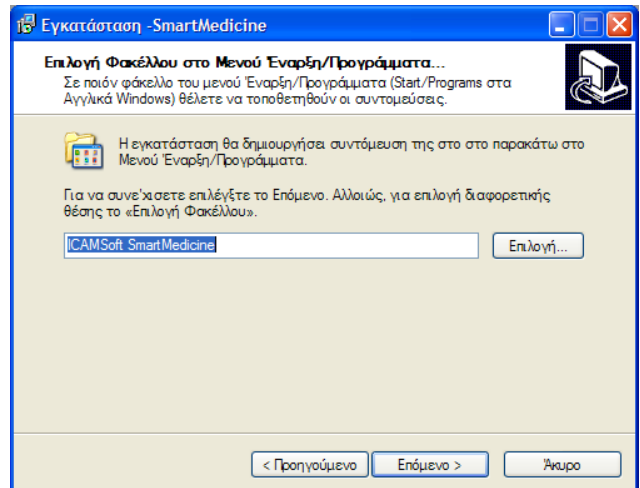 Εγκατάσταση -SmartMedicine
Επιλογή Φακέλλου στο Μενού Έναρξη/Προγράμματα...
Σε ποιόν φάκελλο του μενού Έναρξη/Προγράμματα (Start/Programs στα
Αγγλικά Windows) θέλετε να τοποθετηθούν οι συντομεύσεις.
Η εγκατάσταση θα δημιουργήσει συντόμευση της στο στο παρακάτω στο
Μενού Έναρξη/Προγράμματα.
Για να συνε'χισετε επιλέγξτε το Επόμενο. Αλλοιώς, για επιλογή διαφορετικής
θέσης το «Επιλογή Φακέλλου».
ICAMSoft SmartMedicine
Επιλογή...
< Προηγούμενο
Επόμενο >
Άκυρο